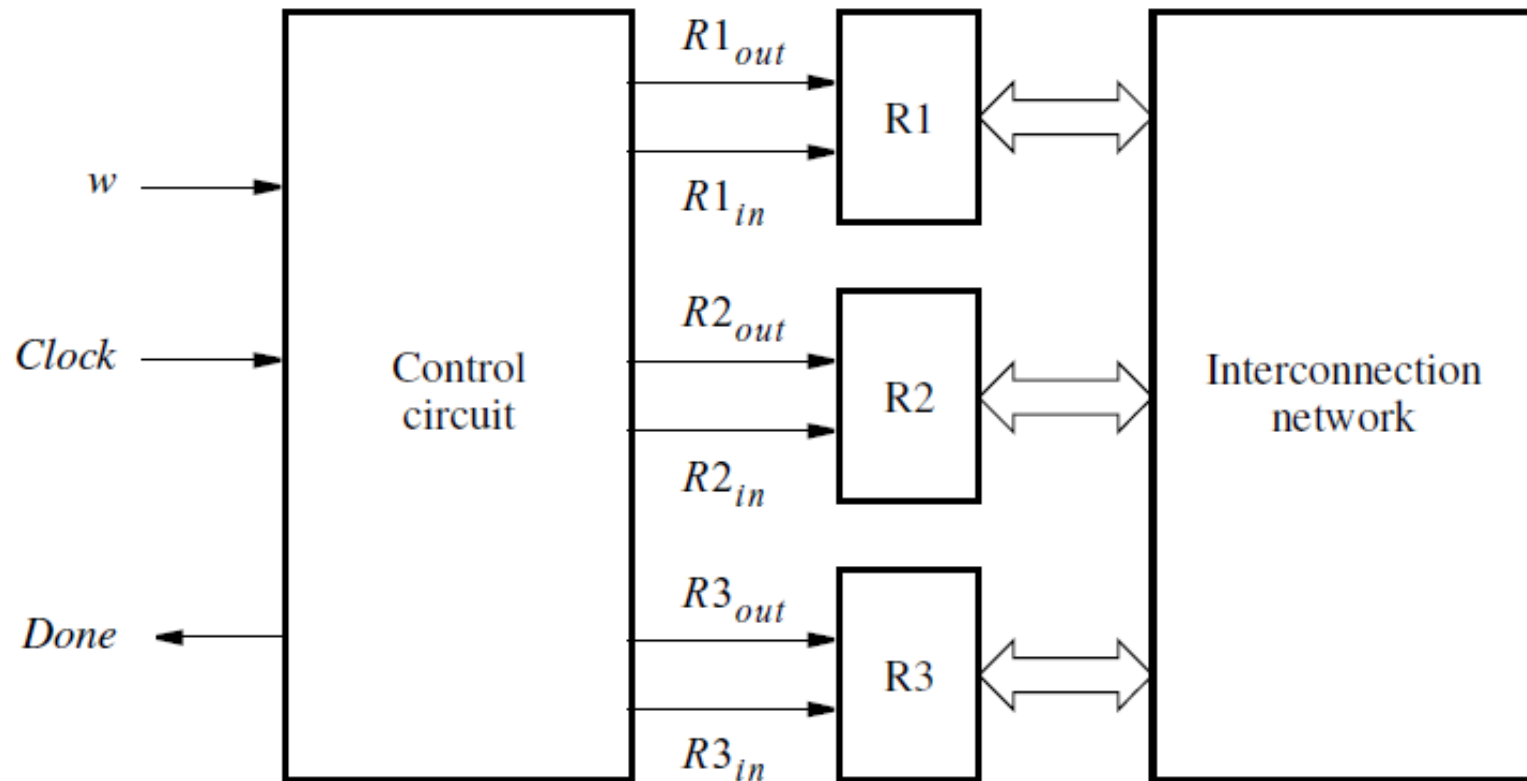 w
Clock
Done
Control
circuit
R1out
R1in
R2out
R2in
R3out
R3in
R1
R2
R3
Interconnection
network